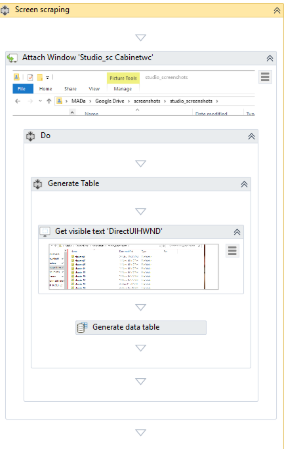 Screen scraping
Attach Window 'Studio_sc Cabinetwc'
Picture Tools studio_screenshots
File Home Share View Manage
MADa › Google Drive › screenshots › studio_screenshots ›
Name Date modified
Do
Generate Table
Get visible text 'DirectUIHWND'
Generate data table